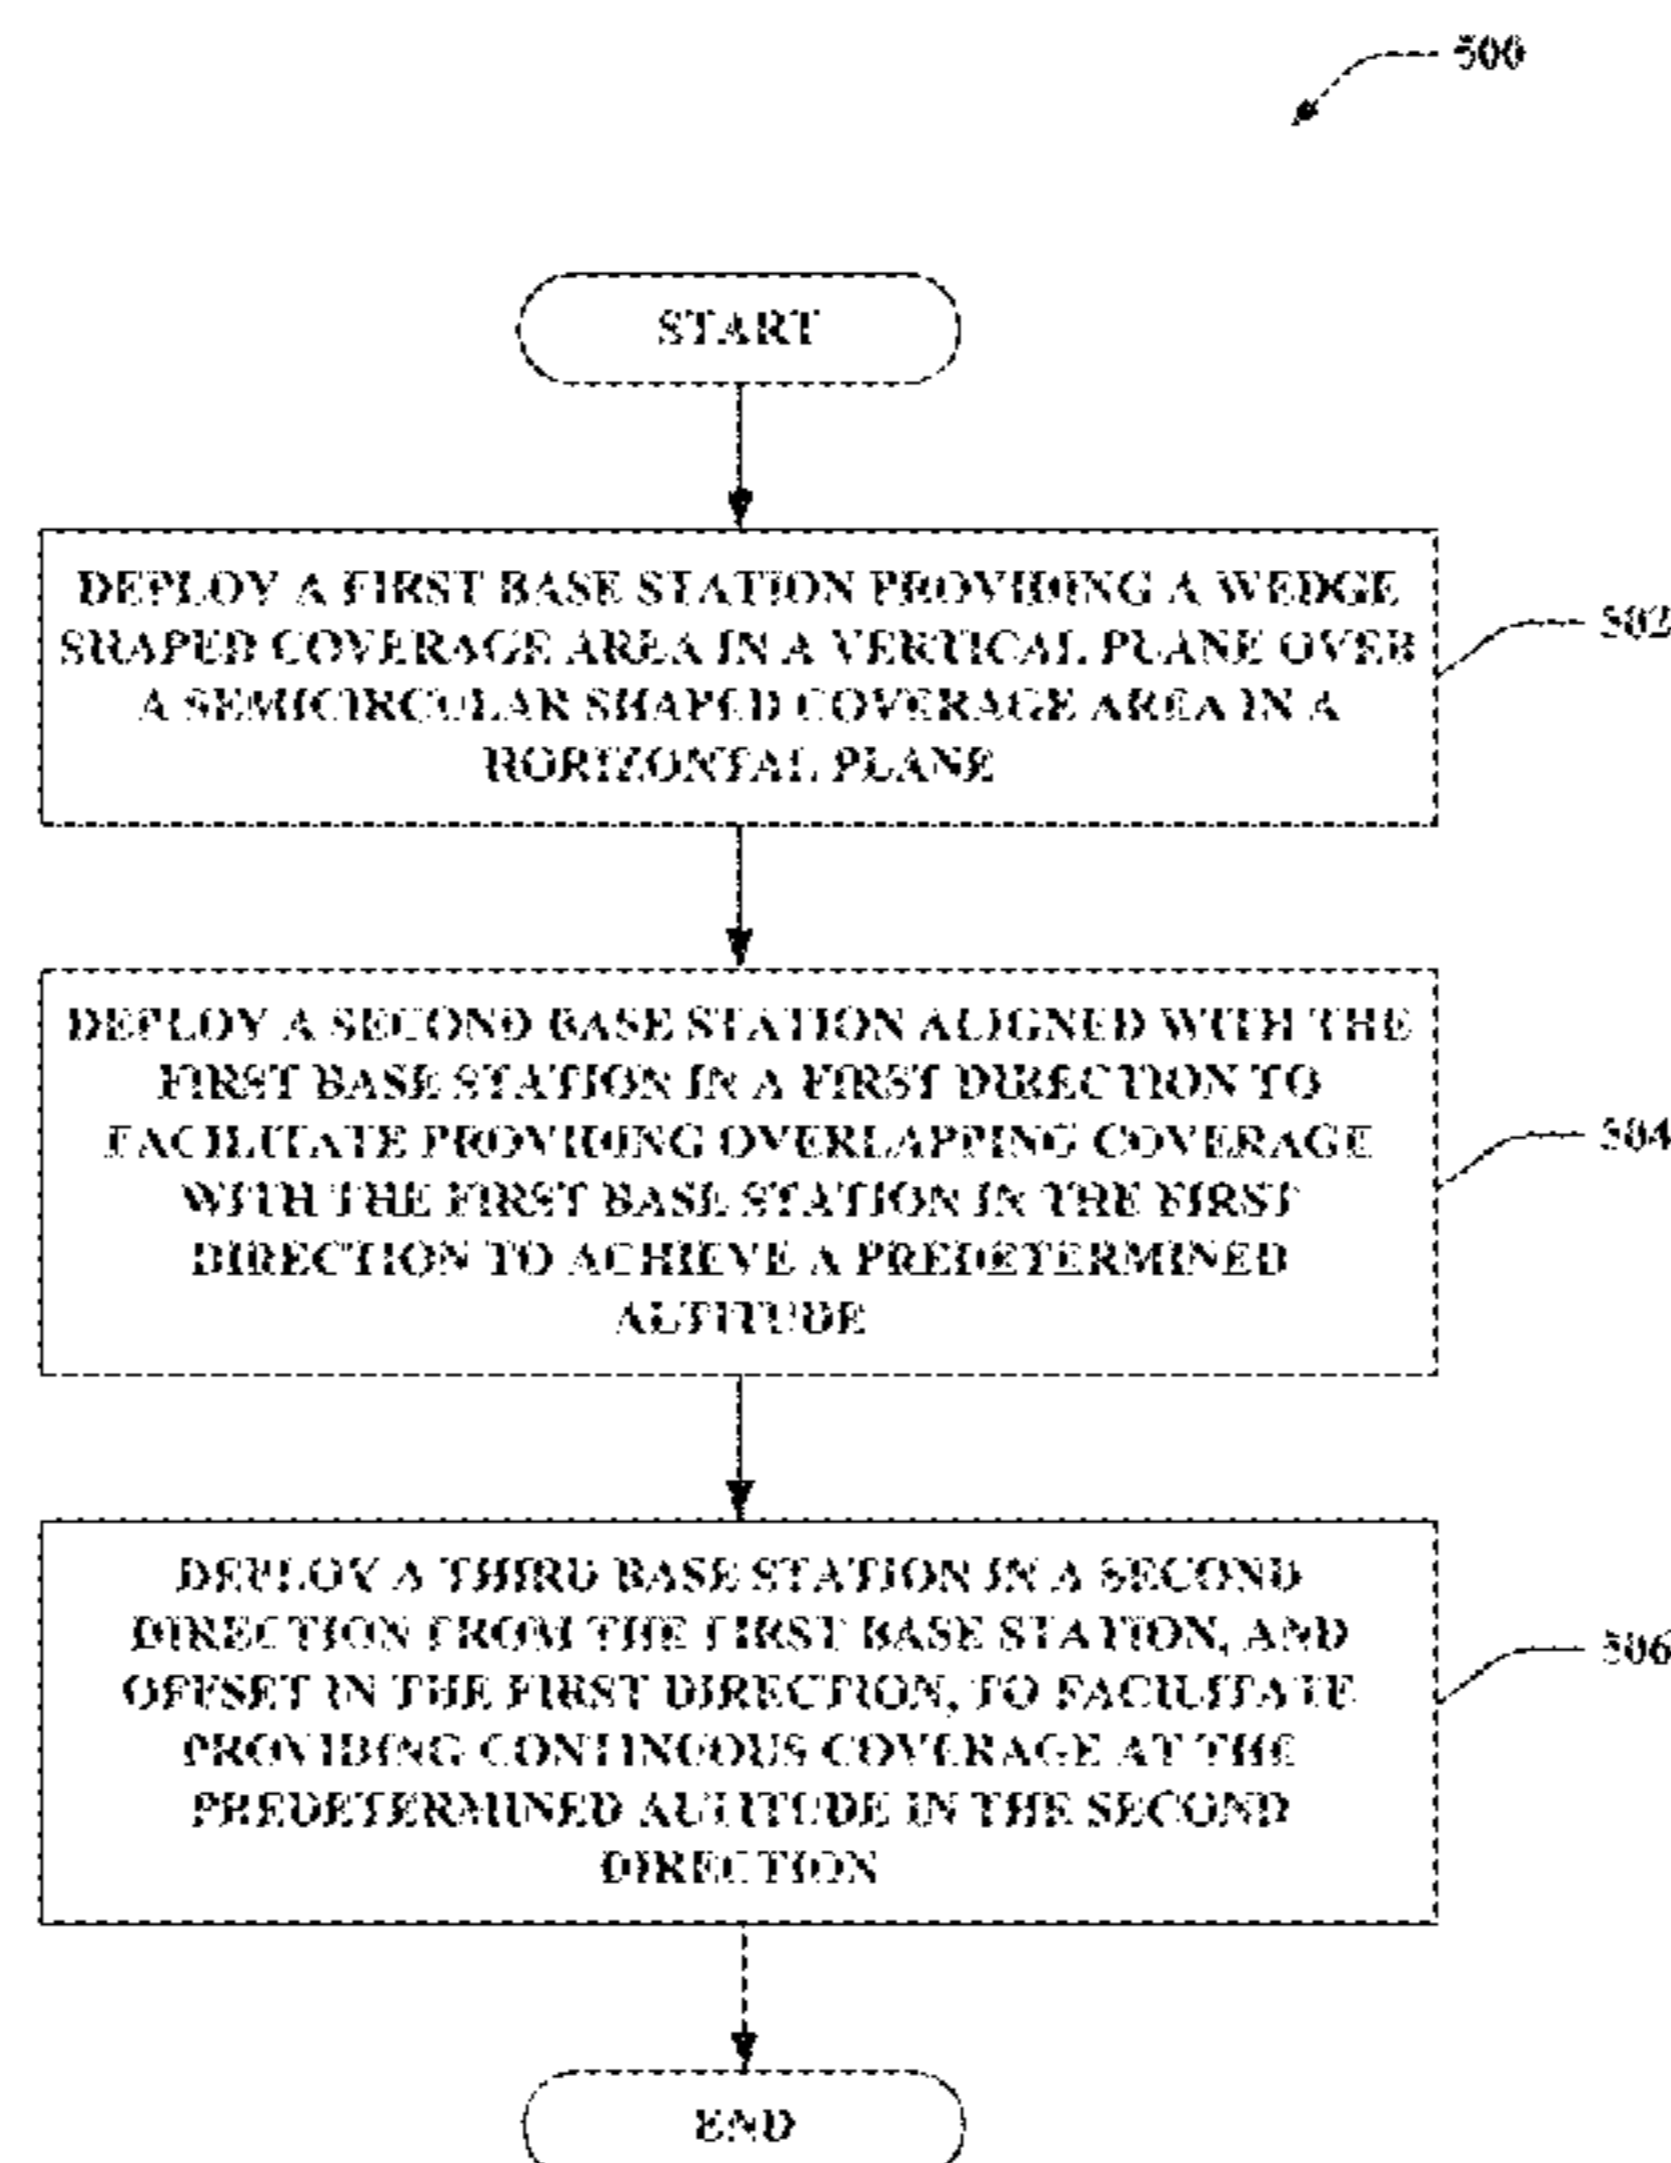 500
START
DEPLOY A FIRST BASE STATION PROVIDING A WEDGE
SHAPED COVERAGE AREA IN A VERTICAL PLANE OVER
A SEMICIRCULAR SHAPED COVERAGE AREA IN A
HORIZONTAL PLANE
502
DEPLOY A SECOND BASE STATION ALIGNED WITH THE
FIRST BASE STATION IN A FIRST DIRECTION TO
FACILITATE PROVIDING OVERLAPPING COVERAGE
WITH THE FIRST BASE STATION IN THE FIRST
DIRECTION TO ACHIEVE A PREDETERMINED
ALTITUDE
504
DEPLOY A THIRD BASE STATION IN A SECOND
DIRECTION FROM THE FIRST BASE STATION, AND
OFFSET IN THE FIRST DIRECTION, TO FACILITATE
PROVIDING CONTINUOUS COVERAGE AT THE
PREDETERMINED ALTITUDE IN THE SECOND
DIRECTION
506
END